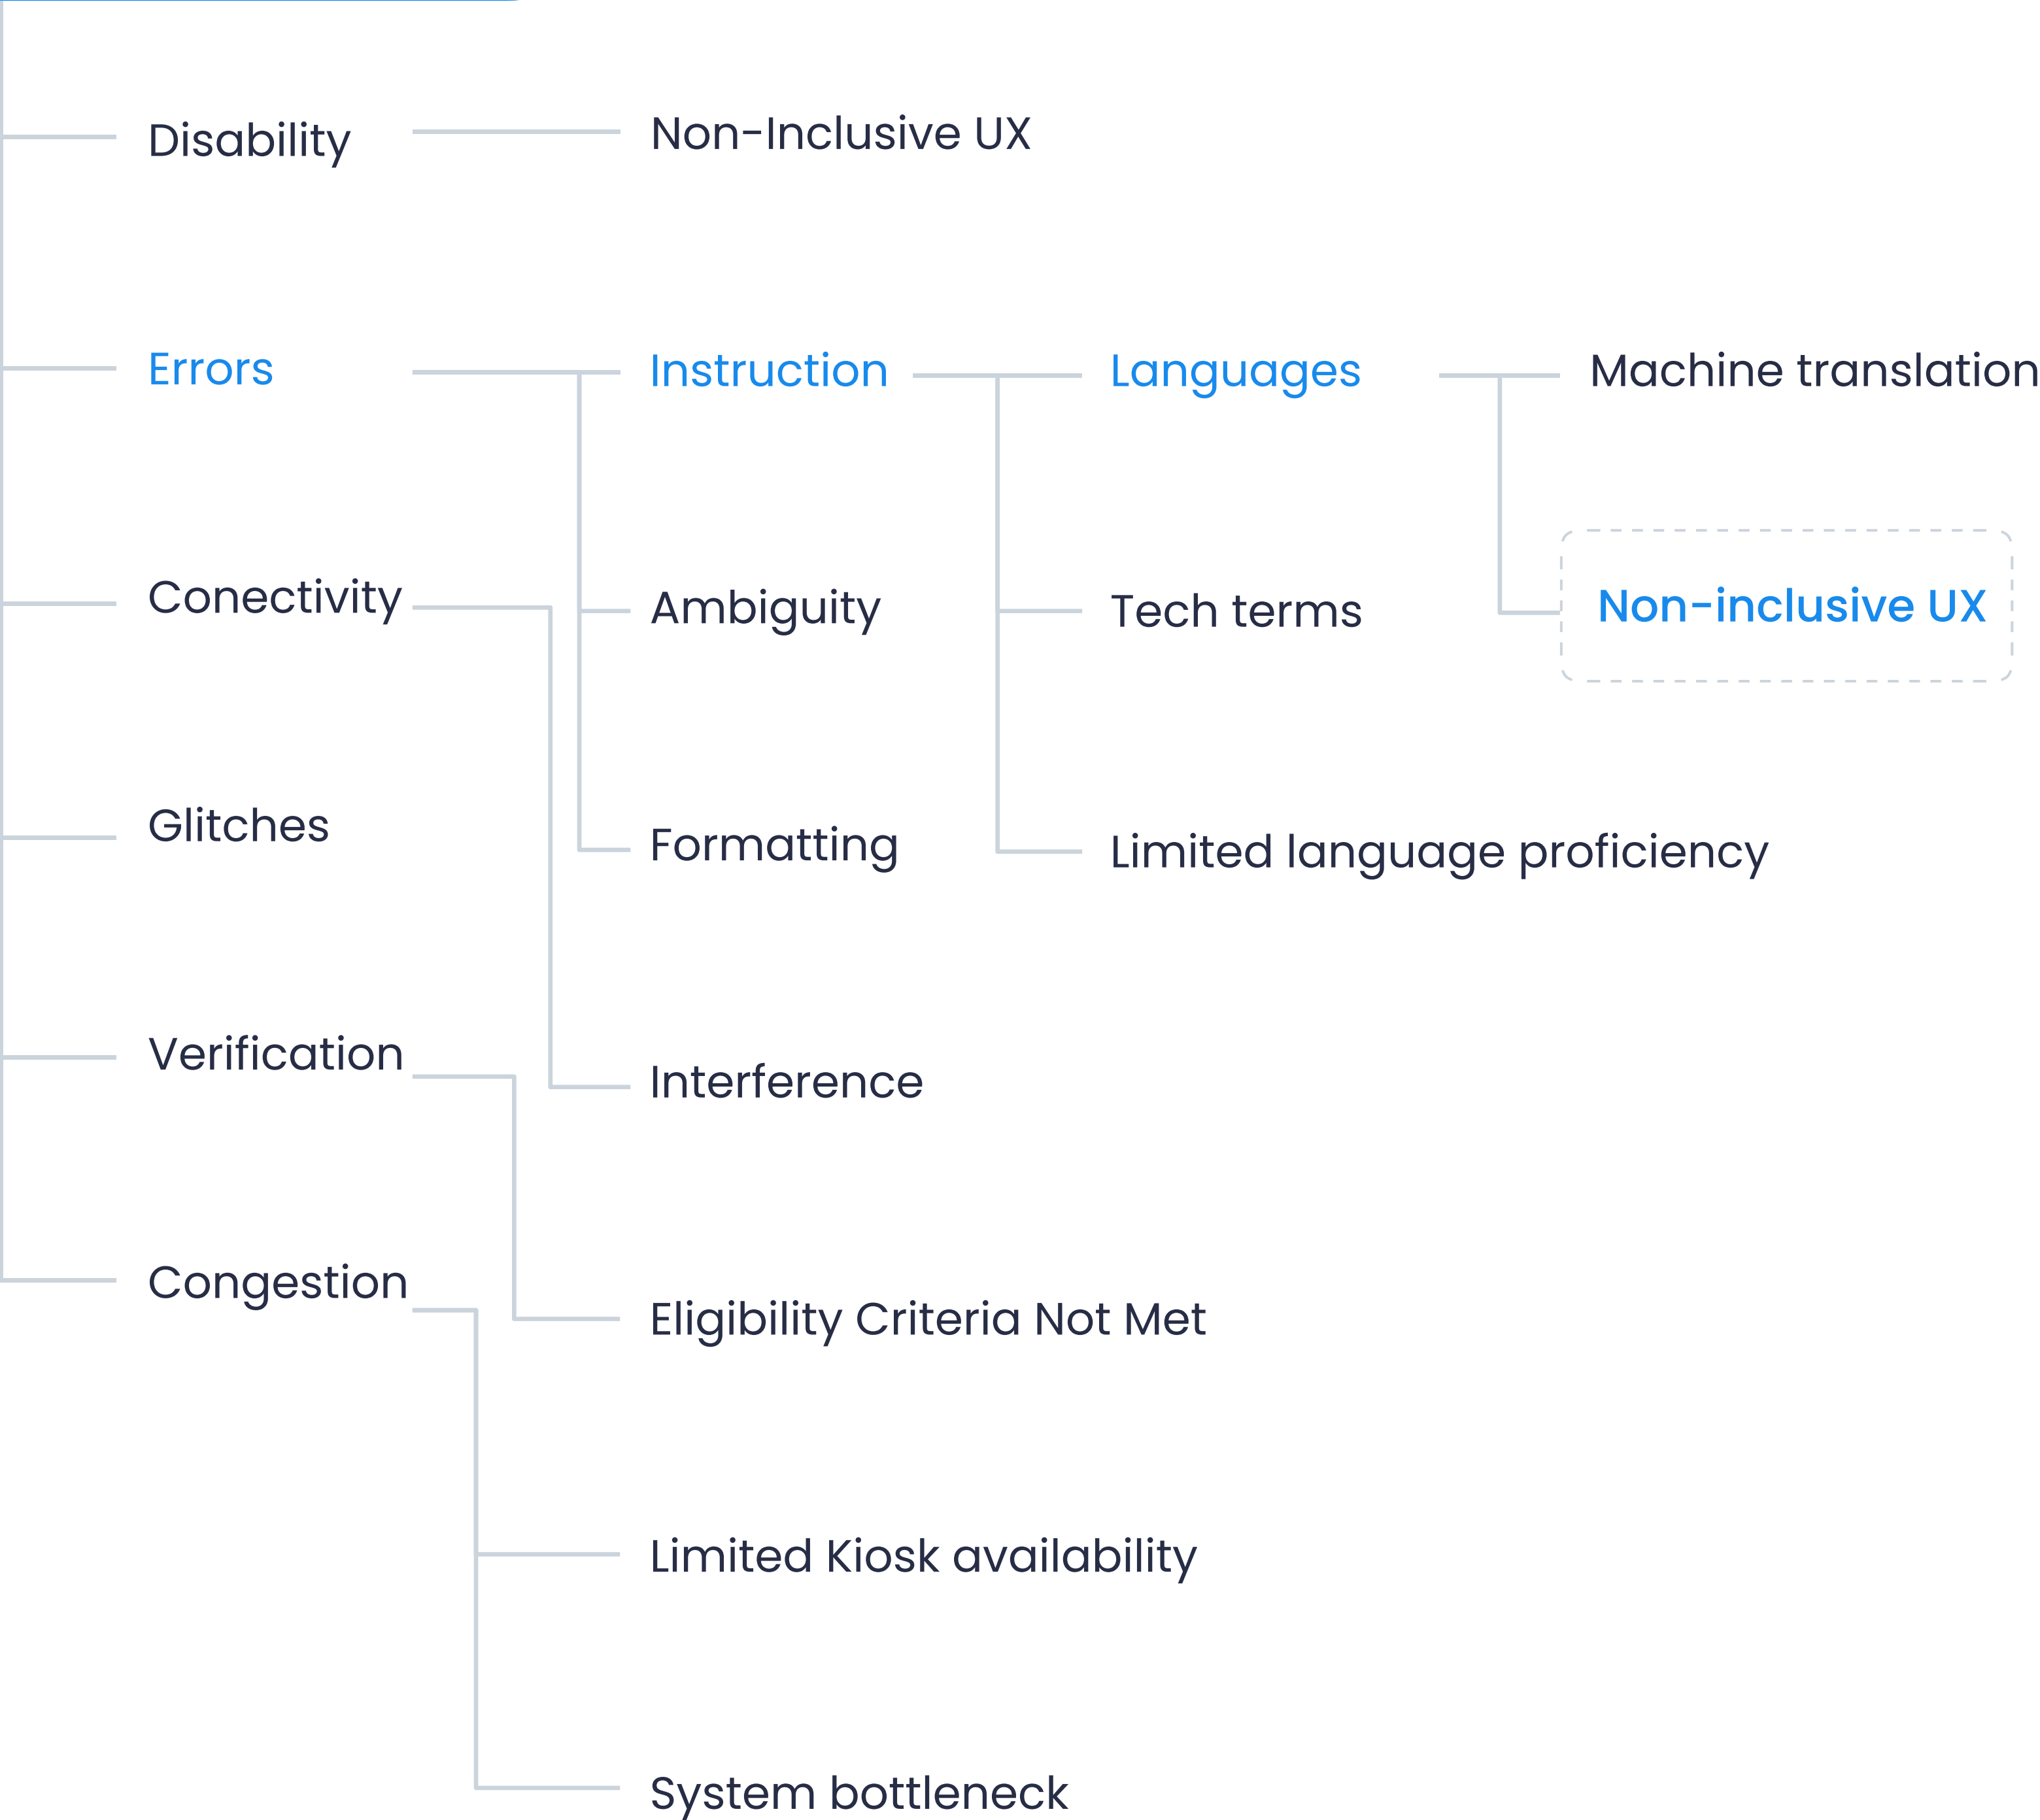 Disability
Non-Inclusive UX
Errors
Instruction
Languages
Machine translation
Conectivity
Ambiguity
Tech terms
Non-inclusive UX
Glitches
Formatting
Limited language proficiency
Verification
Interference
Congestion
Eligibility Criteria Not Met
Limited Kiosk availability
System bottleneck